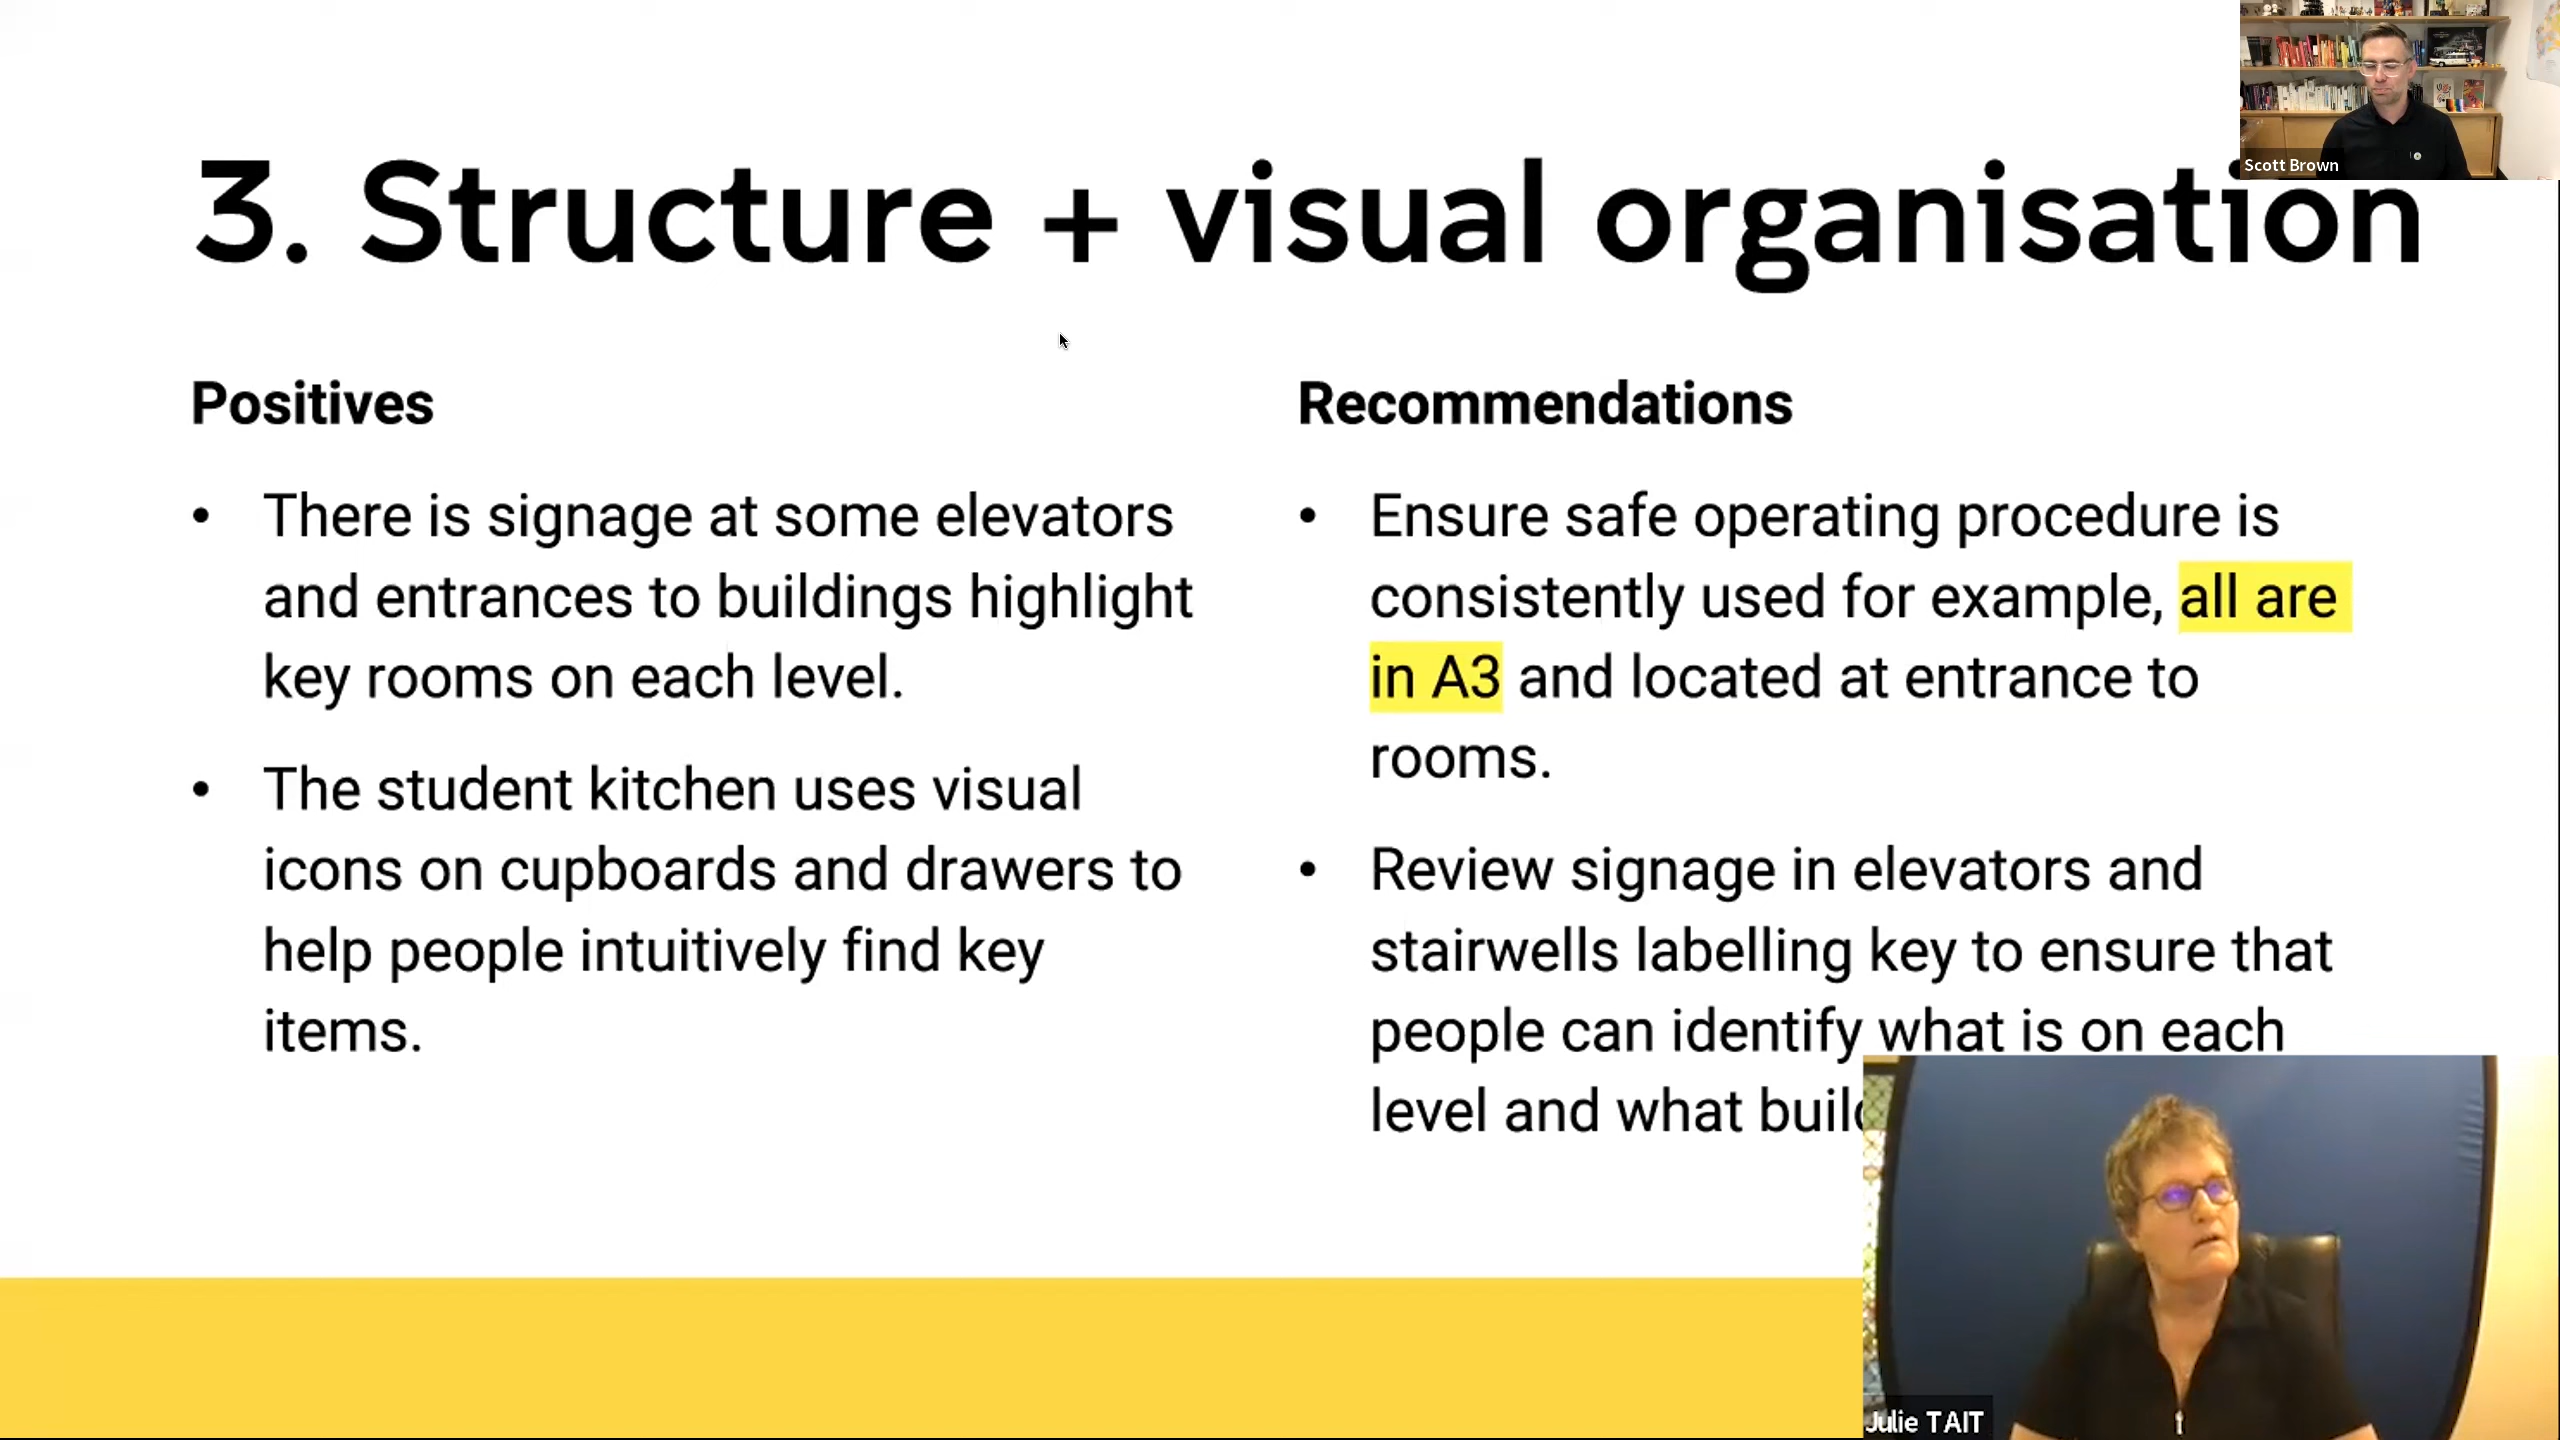 3. Structure + visual organisation
Scott Brown
Positives
• There is signage at some elevators
and entrances to buildings highlight
key rooms on each level.
• The student kitchen uses visual
icons on cupboards and drawers to
help people intuitively find key
items.
Recommendations
• Ensure safe operating procedure is
consistently used for example, all are
in A3 and located at entrance to
rooms.
• Review signage in elevators and
stairwells labelling key to ensure that
people can identify what is on each
level and what
Julie TAIT